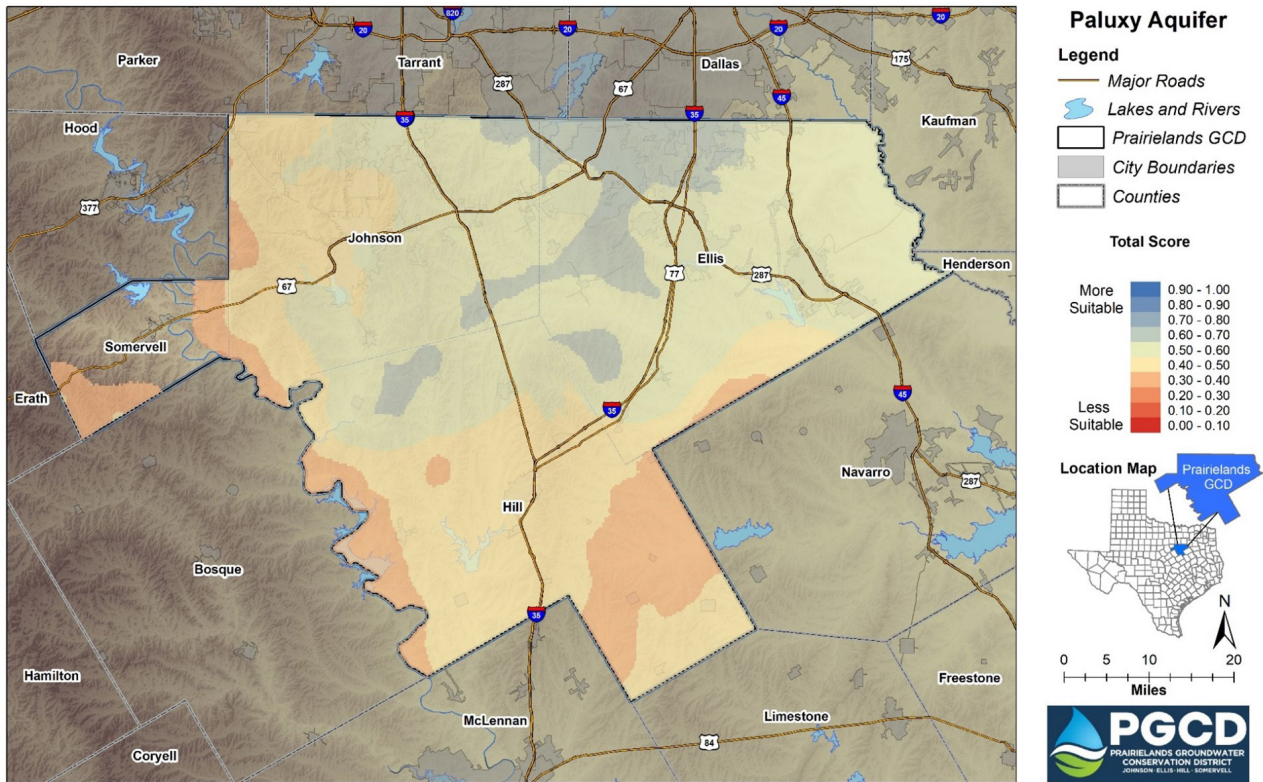 820
20
20
20
20
Parker
Tarrant
Dallas
287
67
175
45
Hood
35
35
Kaufman
377
Johnson
Ellis
77
287
Henderson
67
Somervell
Erath
35
45
Navarro
287
Hill
Bosque
35
Hamilton
Freestone
McLennan
Limestone
84
Coryell
Paluxy Aquifer
Legend
Major Roads
Lakes and Rivers
Prairielands GCD
City Boundaries
Counties
Total Score
More
Suitable
0.90 - 1.00
0.80 - 0.90
0.70 - 0.80
0.60 - 0.70
0.50 - 0.60
0.40 - 0.50
0.30 - 0.40
0.20 - 0.30
0.10 - 0.20
0.00 - 0.10
Less
Suitable
Location Map
Prairielands
GCD
N
0 5 10 20
Miles
PGCD
PRAIRIELANDS GROUNDWATER
CONSERVATION DISTRICT
JOHNSON · ELLIS · HILL · SOMERVELL